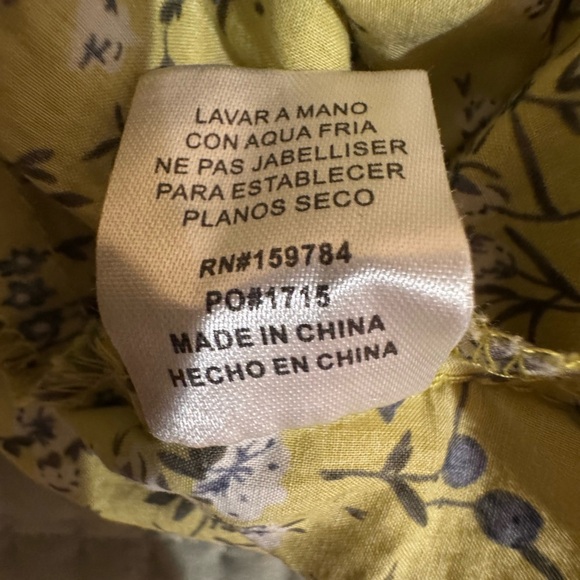 LAVAR A MANO
CON AQUA FRIA
NE PAS JABELLISER
PARA ESTABLECER
PLANOS SECO
RN#159784
PO#1715
MADE IN CHINA
HECHO EN CHINA